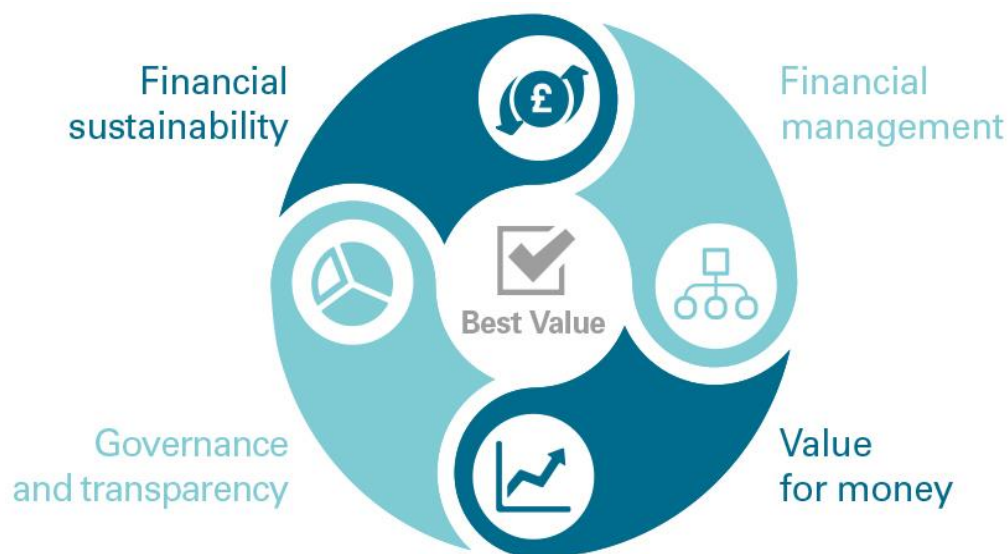 Financial
sustainability
£
Financial
management
Best Value
Governance
and transparency
Value
for money